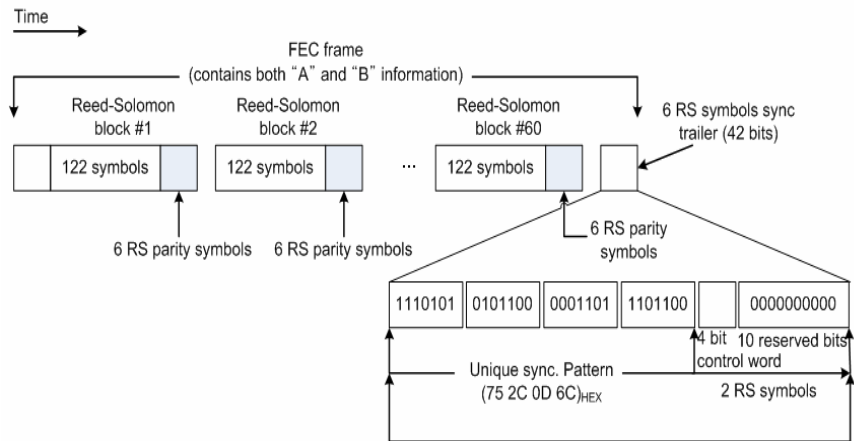 Time
FEC frame
(contains both “A” and “B” information)
Reed-Solomon
block #1
Reed-Solomon
block #2
Reed-Solomon
block #60
6 RS symbols sync
trailer (42 bits)
122 symbols
122 symbols
...
122 symbols
6 RS parity symbols
6 RS parity symbols
6 RS parity
symbols
1110101
0101100
0001101
1101100
0000000000
4 bit
control word
10 reserved bits
Unique sync. Pattern
(75 2C 0D 6C)HEX
2 RS symbols